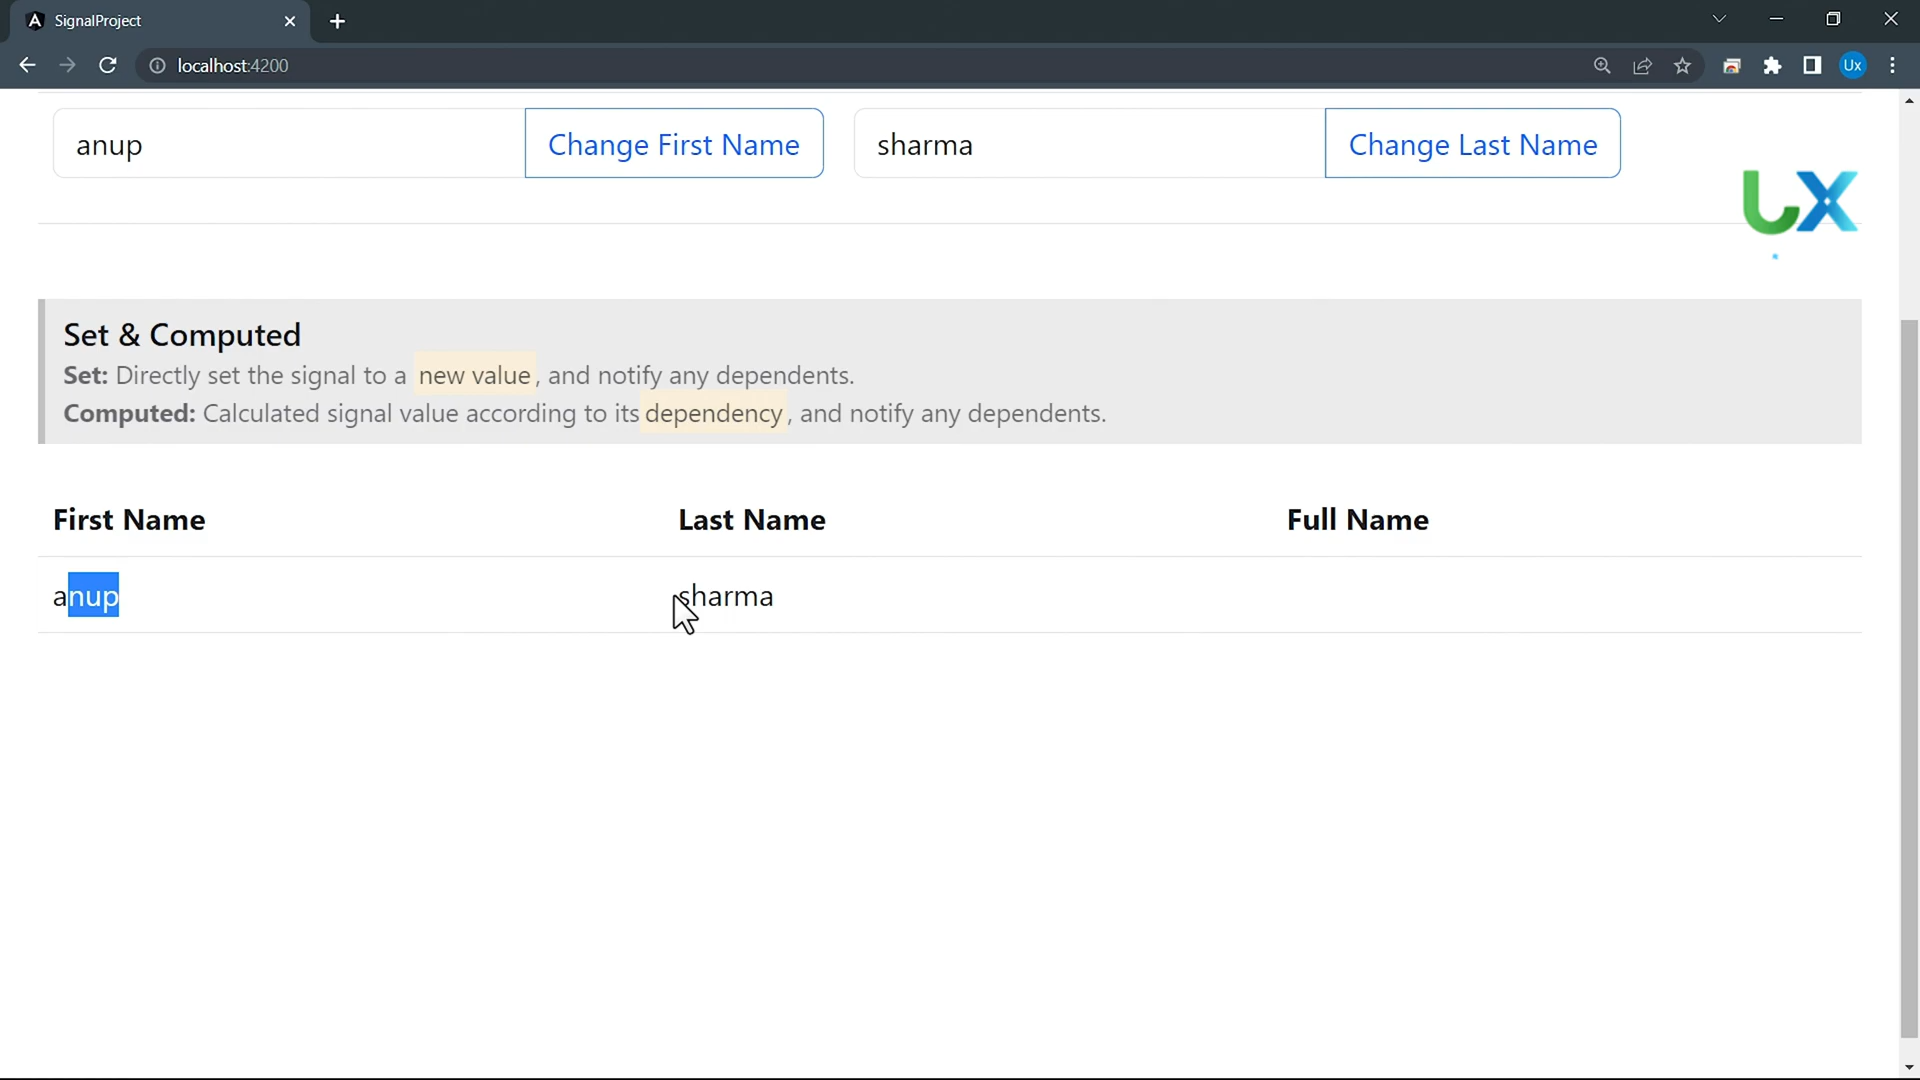 SignalProject
localhost:4200
Ux
anup
Change First Name
sharma
Change Last Name
UX
Set & Computed
Set: Directly set the signal to a new value, and notify any dependents.
Computed: Calculated signal value according to its dependency, and notify any dependents.
First Name
Last Name
Full Name
anup
sharma